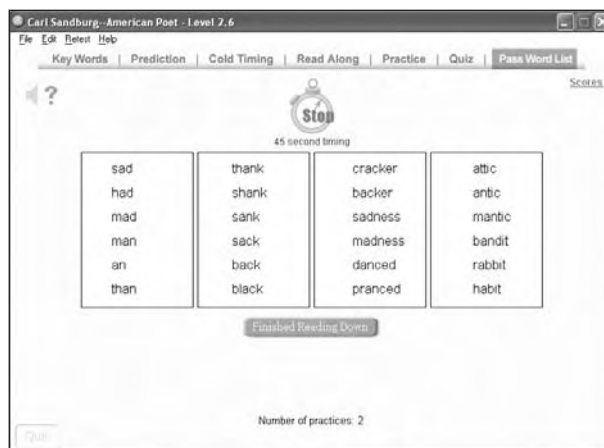 Carl Sandburg--American Poet - Level 2.6
File Edit Retest Help
Key Words | Prediction | Cold Timing | Read Along | Practice | Quiz | Pass Word List
Scores
?
Stop
45 second timing
sad thank cracker attic
had shank backer antic
mad sank sadness mantic
man sack madness bandit
an back danced rabbit
than black pranced habit
Finished Reading Down
Number of practices: 2
Quit